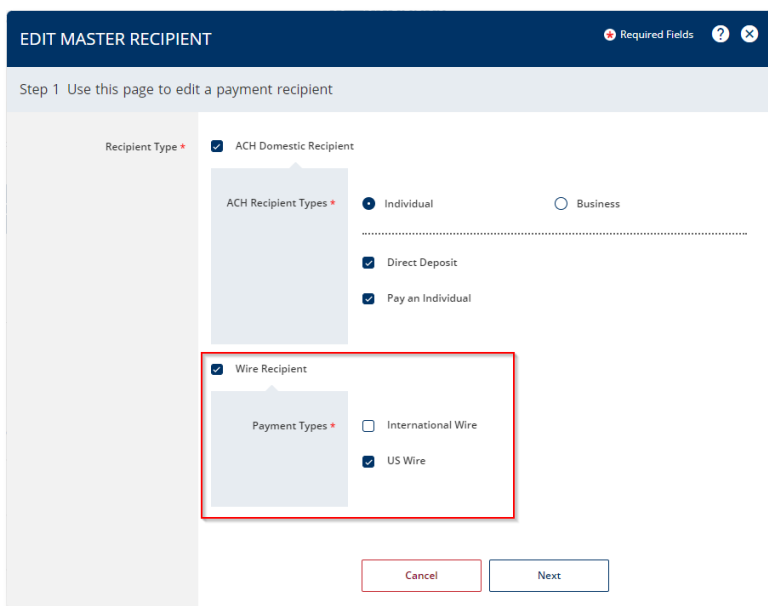 EDIT MASTER RECIPIENT
* Required Fields ?
Step 1 Use this page to edit a payment recipient
Recipient Type *
ACH Domestic Recipient
ACH Recipient Types *
Individual
Business
Direct Deposit
Pay an Individual
Wire Recipient
Payment Types *
International Wire
US Wire
Cancel
Next